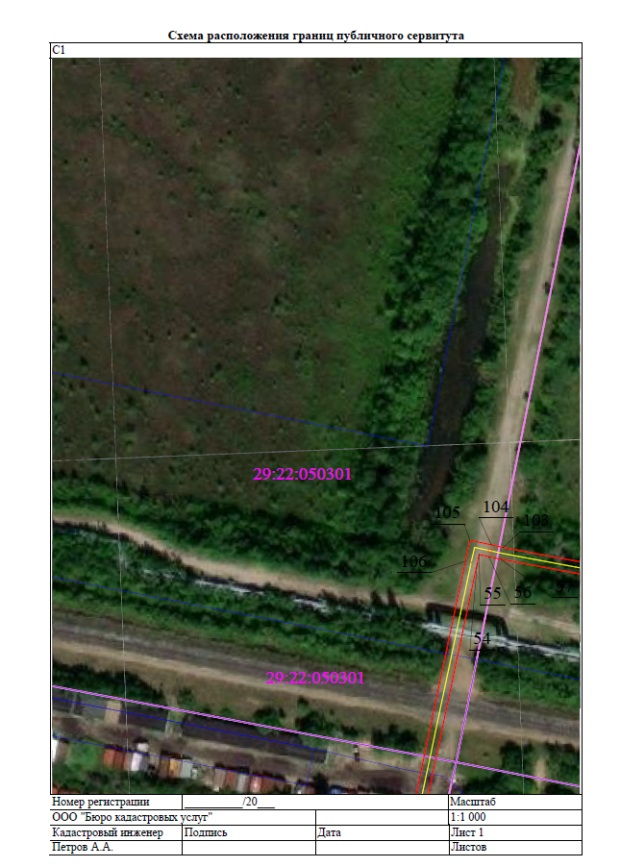 Схема расположения границ публичного сервитута
С1
29:22:050301
104
105
103
106
55
56
54
29:22:050301
Номер регистрации ________/20___ Масштаб
ООО "Бюро кадастровых услуг" 1:1 000
Кадастровый инженер Подпись Дата Лист 1
Петров А.А. Листов